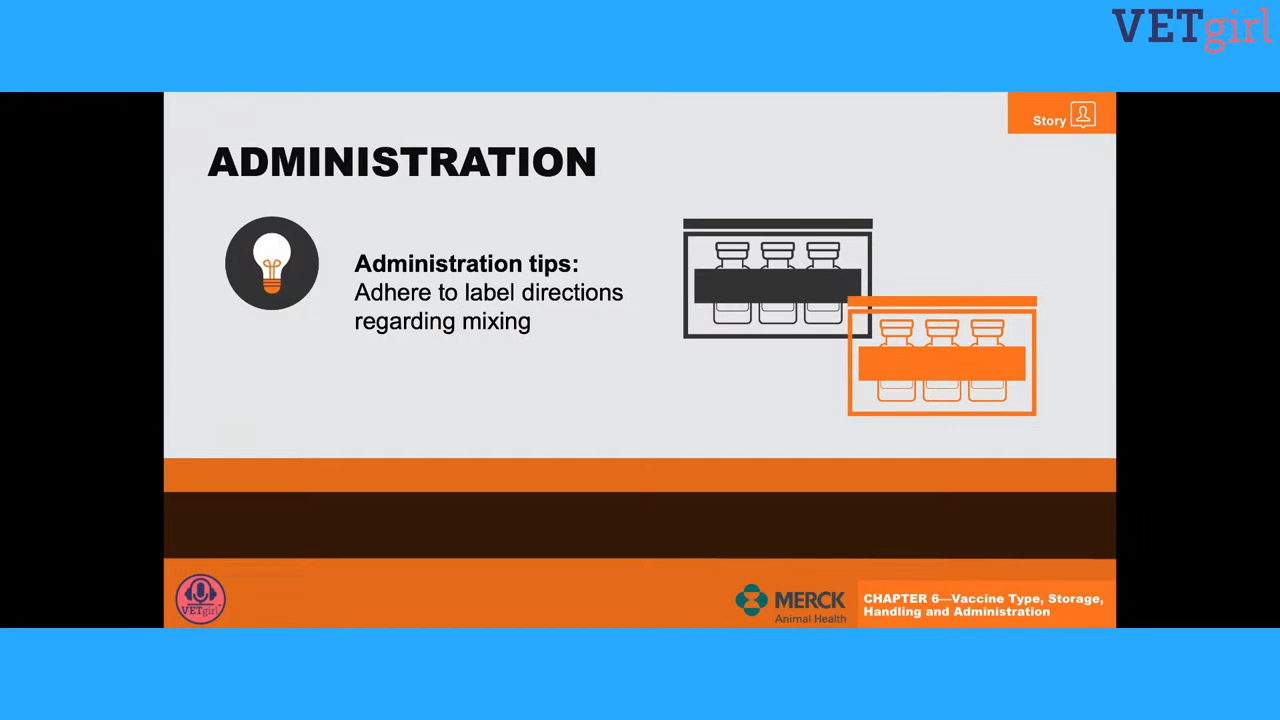 VETgirl
Story
ADMINISTRATION
Administration tips:
Adhere to label directions
regarding mixing
VETgirl
MERCK
Animal Health
CHAPTER 6—Vaccine Type, Storage,
Handling and Administration